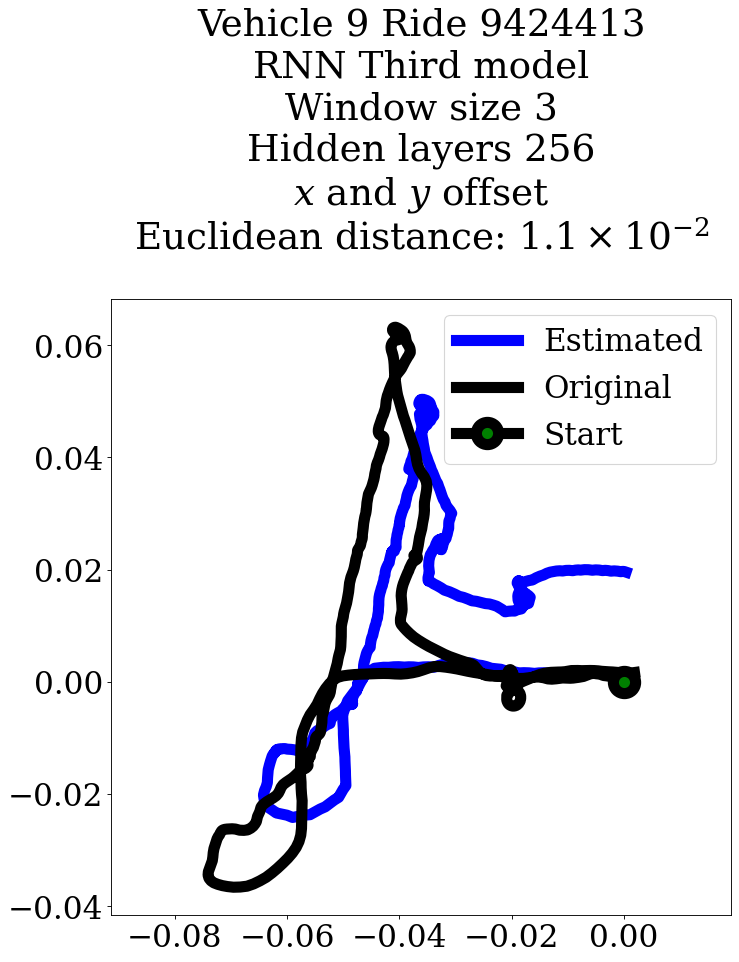 Vehicle 9 Ride 9424413
RNN Third model
Window size 3
Hidden layers 256
x and y offset
Euclidean distance: 1.1 × 10⁻²
Estimated
Original
Start
0.06
0.04
0.02
0.00
−0.02
−0.04
−0.08 −0.06 −0.04 −0.02 0.00